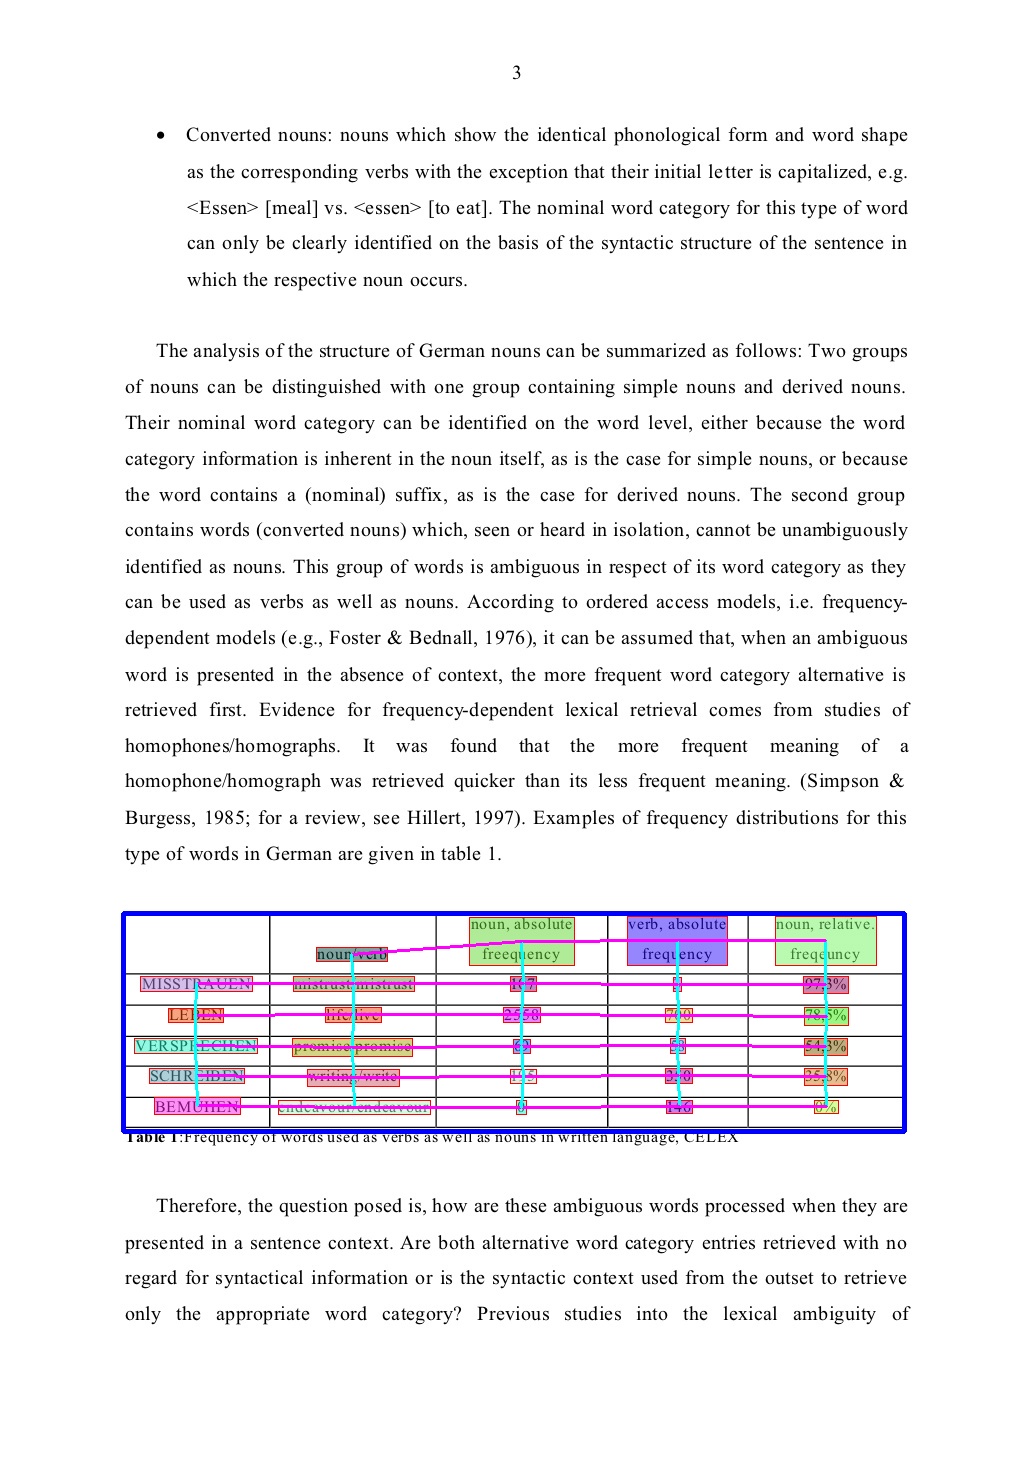 3
• Converted nouns: nouns which show the identical phonological form and word shape
as the corresponding verbs with the exception that their initial letter is capitalized, e.g.
<Essen> [meal] vs. <essen> [to eat]. The nominal word category for this type of word
can only be clearly identified on the basis of the syntactic structure of the sentence in
which the respective noun occurs.
The analysis of the structure of German nouns can be summarized as follows: Two groups
of nouns can be distinguished with one group containing simple nouns and derived nouns.
Their nominal word category can be identified on the word level, either because the word
category information is inherent in the noun itself, as is the case for simple nouns, or because
the word contains a (nominal) suffix, as is the case for derived nouns. The second group
contains words (converted nouns) which, seen or heard in isolation, cannot be unambiguously
identified as nouns. This group of words is ambiguous in respect of its word category as they
can be used as verbs as well as nouns. According to ordered access models, i.e. frequency-
dependent models (e.g., Foster & Bednall, 1976), it can be assumed that, when an ambiguous
word is presented in the absence of context, the more frequent word category alternative is
retrieved first. Evidence for frequency-dependent lexical retrieval comes from studies of
homophones/homographs. It was found that the more frequent meaning of a
homophone/homograph was retrieved quicker than its less frequent meaning. (Simpson &
Burgess, 1985; for a review, see Hillert, 1997). Examples of frequency distributions for this
type of words in German are given in table 1.
noun, absolute verb, absolute noun, relative.
noun/verb freequency frequency freqeuncy
MISSTRAUEN mistrust/mistrust 97,3%
LEBEN life/live 2558 700 78,5%
VERSPRECHEN promise/promise 54,3%
SCHREIBEN writing/write 195 35,8%
BEMÜHEN endeavour/endeavour 0 146 0%
Table 1:Frequency of words used as verbs as well as nouns in written language, CELEX
Therefore, the question posed is, how are these ambiguous words processed when they are
presented in a sentence context. Are both alternative word category entries retrieved with no
regard for syntactical information or is the syntactic context used from the outset to retrieve
only the appropriate word category? Previous studies into the lexical ambiguity of